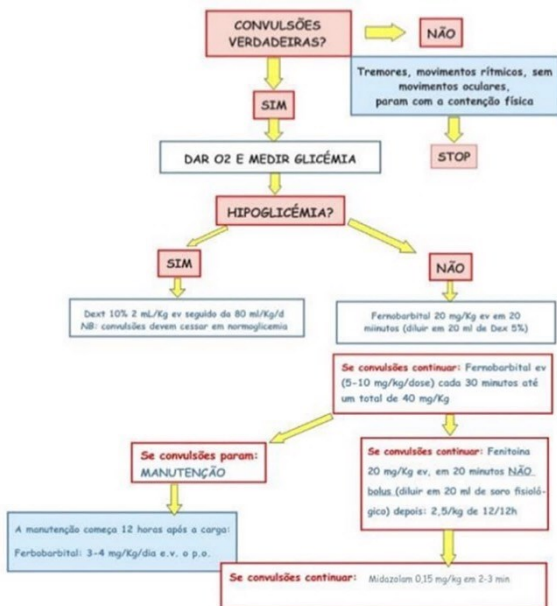 CONVULSÕES
VERDADEIRAS?
NÃO
Tremores, movimentos rítmicos, sem
movimentos oculares,
param com a contenção física
STOP
SIM
DAR O2 E MEDIR GLICÉMIA
HIPOGLICÉMIA?
SIM
Dext 10% 2 mL/Kg ev seguido da 80 ml/Kg/d
NB: convulsões devem cessar em normoglicemia
NÃO
Fernobarbital 20 mg/Kg ev em 20
miinutos (diluir em 20 ml de Dex 5%)
Se convulsões continuar: Fernobarbital ev
(5-10 mg/kg/dose) cada 30 minutos até
um total de 40 mg/Kg
Se convulsões param:
MANUTENÇÃO
A manutenção começa 12 horas após a carga:
Ferbobarbital: 3-4 mg/Kg/dia e.v. o p.o.
Se convulsões continuar: Fenitoina
20 mg/Kg ev, em 20 minutos NÃO
bolus (diluir em 20 ml de soro fisioló-
gico) depois: 2,5/kg de 12/12h
Se convulsões continuar: Midazolam 0,15 mg/kg em 2-3 min